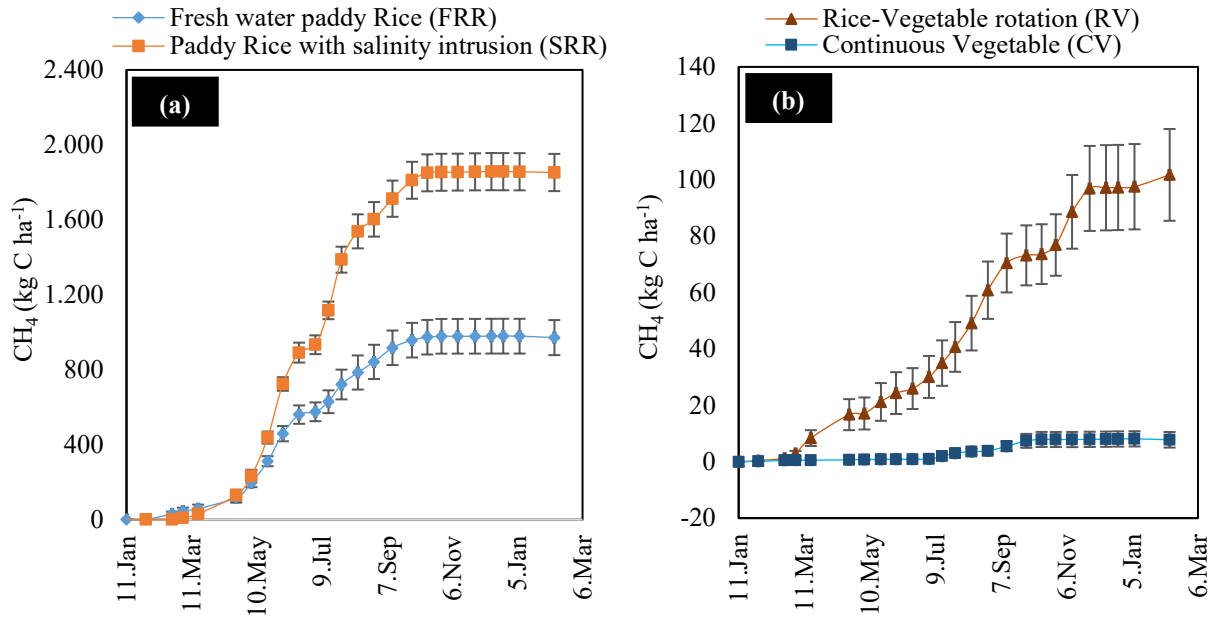 Fresh water paddy Rice (FRR)
Paddy Rice with salinity intrusion (SRR)
2.400
2.000
1.600
1.200
800
400
0
CH₄ (kg C ha⁻¹)
(a)
11.Jan
11.Mar
10.May
9.Jul
7.Sep
6.Nov
5.Jan
6.Mar
Rice-Vegetable rotation (RV)
Continuous Vegetable (CV)
140
120
100
80
60
40
20
0
-20
CH₄ (kg C ha⁻¹)
(b)
11.Jan
11.Mar
10.May
9.Jul
7.Sep
6.Nov
5.Jan
6.Mar